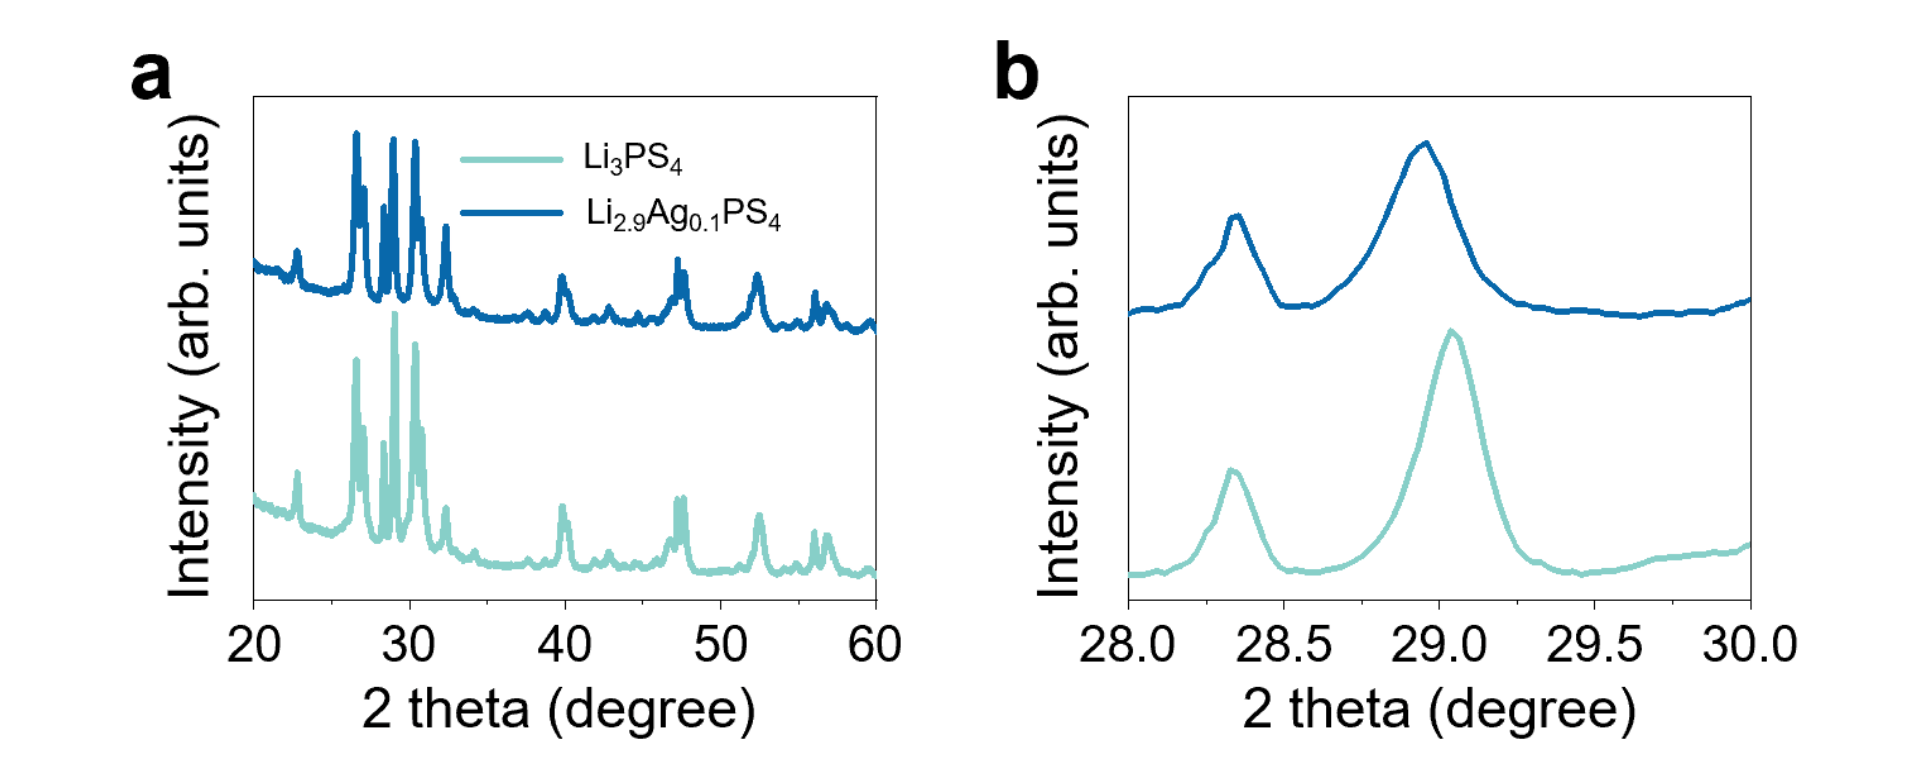 a
Intensity (arb. units)
Li₃PS₄
Li₂.₉Ag₀.₁PS₄
20 30 40 50 60
2 theta (degree)
b
Intensity (arb. units)
28.0 28.5 29.0 29.5 30.0
2 theta (degree)